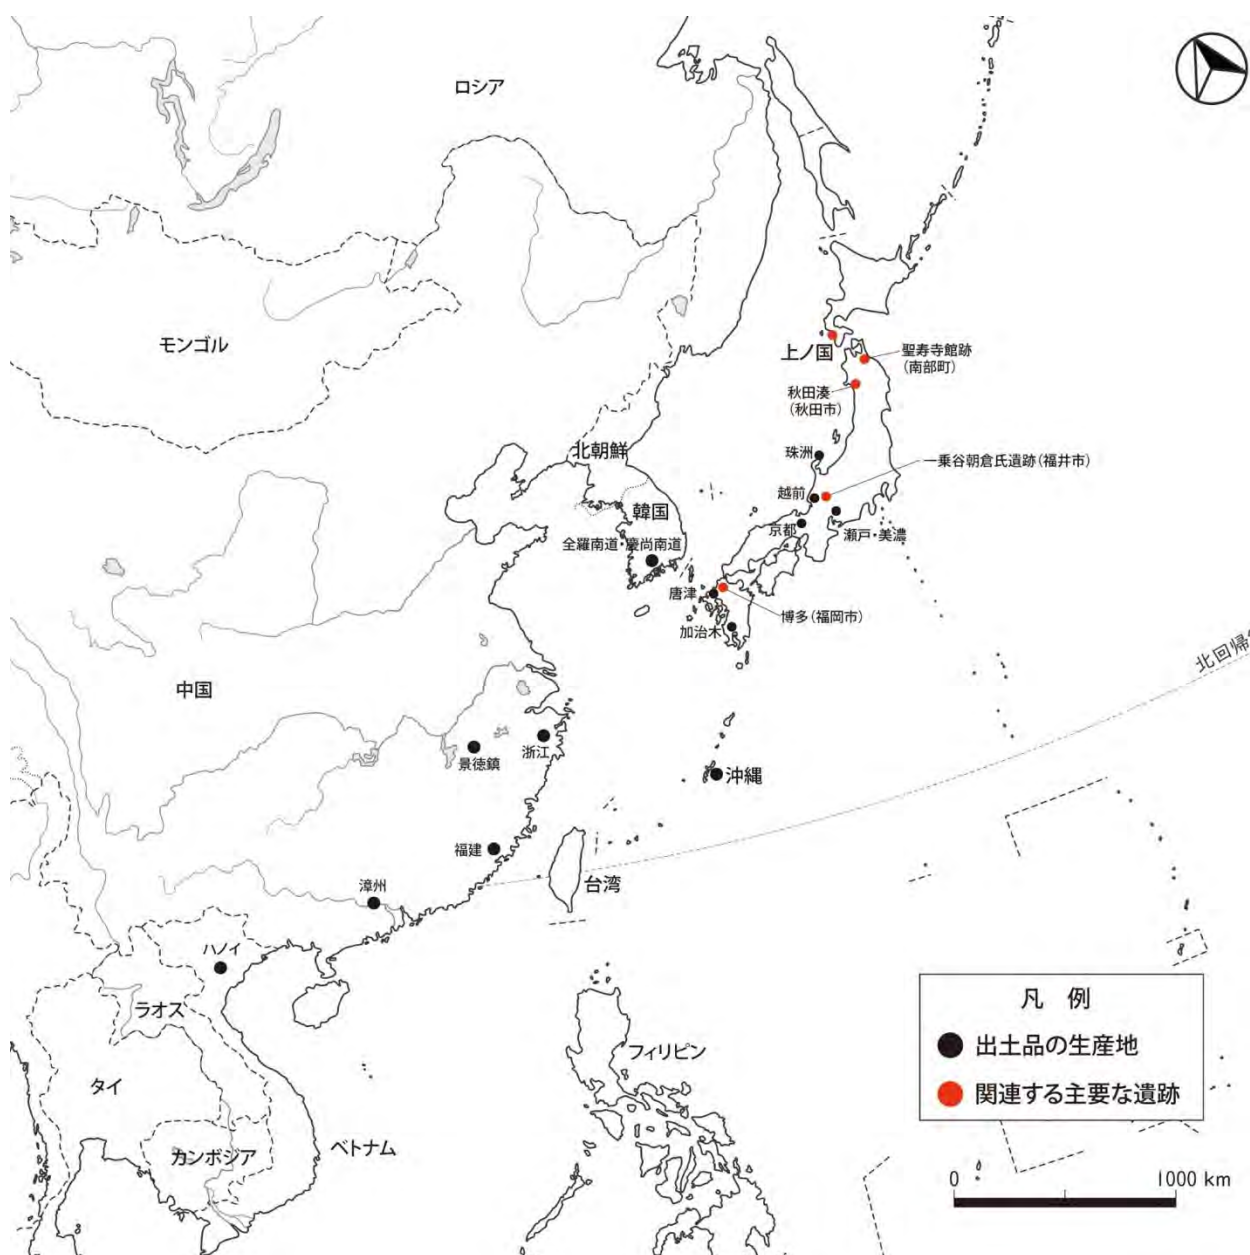 ロシア
モンゴル
上ノ国
聖寿寺館跡
(南部町)
秋田湊
(秋田市)
北朝鮮
珠洲
一乗谷朝倉氏遺跡(福井市)
越前
韓国
京都
瀬戸・美濃
全羅南道・慶尚南道
唐津
博多(福岡市)
加治木
北回帰
中国
景徳鎮
浙江
沖縄
福建
台湾
漳州
ハノイ
ラオス
フィリピン
タイ
ベトナム
カンボジア
凡 例
出土品の生産地
関連する主要な遺跡
0 1000 km